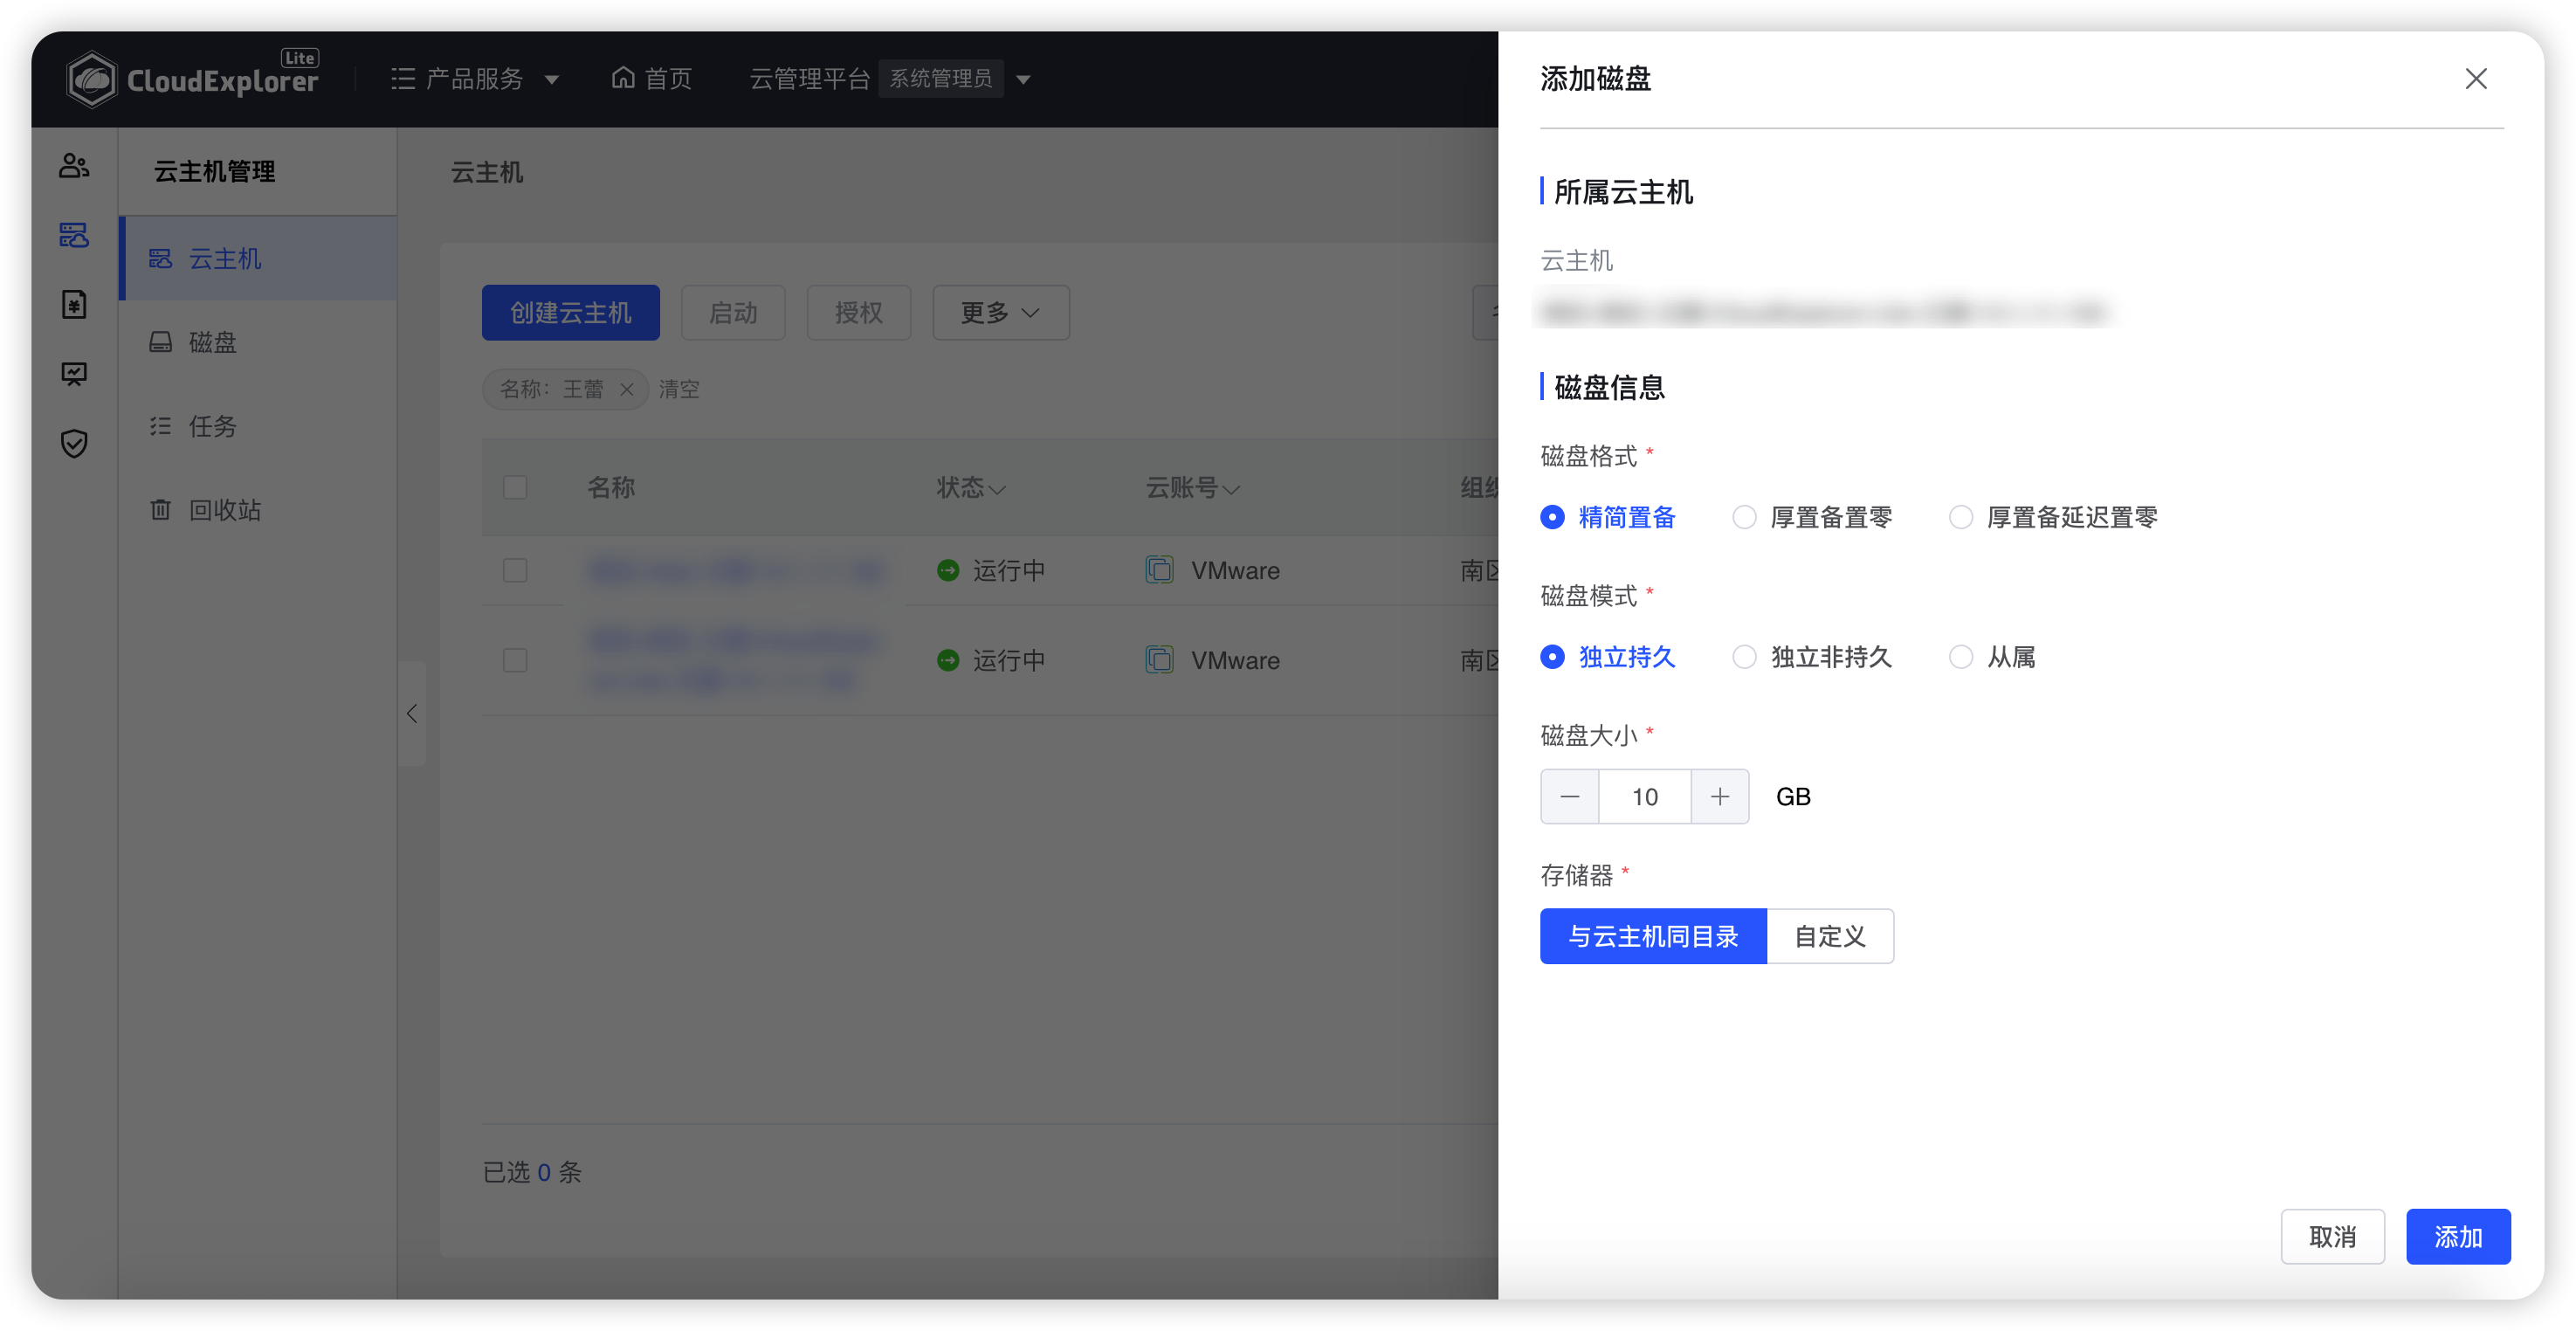 CloudExplorer Lite
产品服务
首页
云管理平台 系统管理员
云主机管理
云主机
磁盘
任务
回收站
云主机
创建云主机 启动 授权 更多
名称：王蕾 清空
名称 状态 云账号
运行中 VMware 南区
运行中 VMware 南区
已选 0 条
添加磁盘
所属云主机
云主机
磁盘信息
磁盘格式 *
精简置备 厚置备置零 厚置备延迟置零
磁盘模式 *
独立持久 独立非持久 从属
磁盘大小 *
10 GB
存储器 *
与云主机同目录 自定义
取消 添加